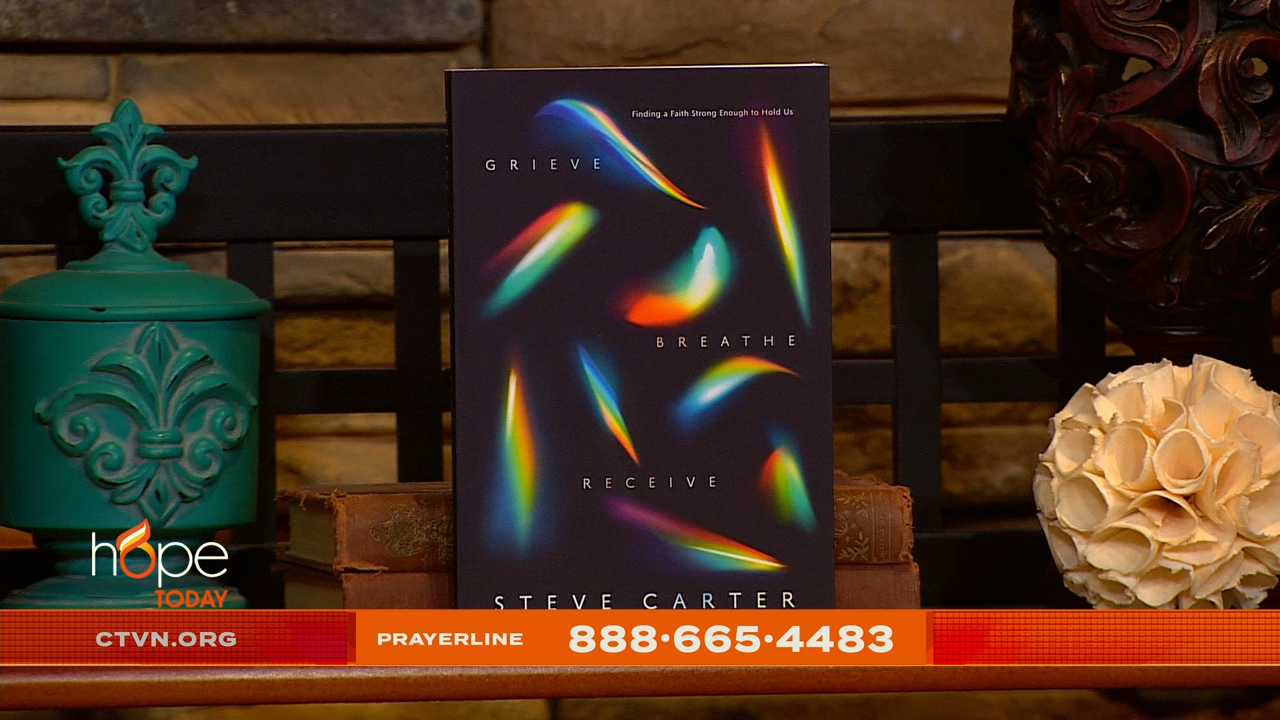 Finding a Faith Strong Enough to Hold Us
GRIEVE
BREATHE
RECEIVE
STEVE CARTER
hope
TODAY
CTVN.ORG
PRAYERLINE
888•665•4483